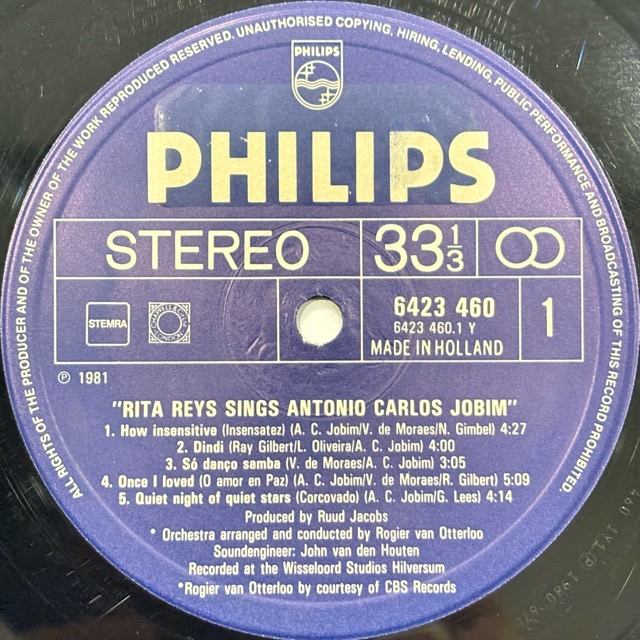 ALL RIGHTS OF THE PRODUCER AND OF THE OWNER OF THE WORK REPRODUCED RESERVED. UNAUTHORISED COPYING, HIRING, LENDING, PUBLIC PERFORMANCE AND BROADCASTING OF THIS RECORD PROHIBITED.
PHILIPS
PHILIPS
STEREO 33 1/3
STEMRA 6423 460 1
6423 460.1 Y
MADE IN HOLLAND
℗ 1981
"RITA REYS SINGS ANTONIO CARLOS JOBIM"
1. How insensitive (Insensatez) (A. C. Jobim/V. de Moraes/N. Gimbel) 4:27
2. Dindi (Ray Gilbert/L. Oliveira/A. C. Jobim) 4:00
3. Só danço samba (V. de Moraes/A. C. Jobim) 3:05
4. Once I loved (O amor en Paz) (A. C. Jobim/V. de Moraes/R. Gilbert) 5:09
5. Quiet night of quiet stars (Corcovado) (A. C. Jobim/G. Lees) 4:14
Produced by Ruud Jacobs
* Orchestra arranged and conducted by Rogier van Otterloo
Soundengineer: John van den Houten
Recorded at the Wisseloord Studios Hilversum
*Rogier van Otterloo by courtesy of CBS Records